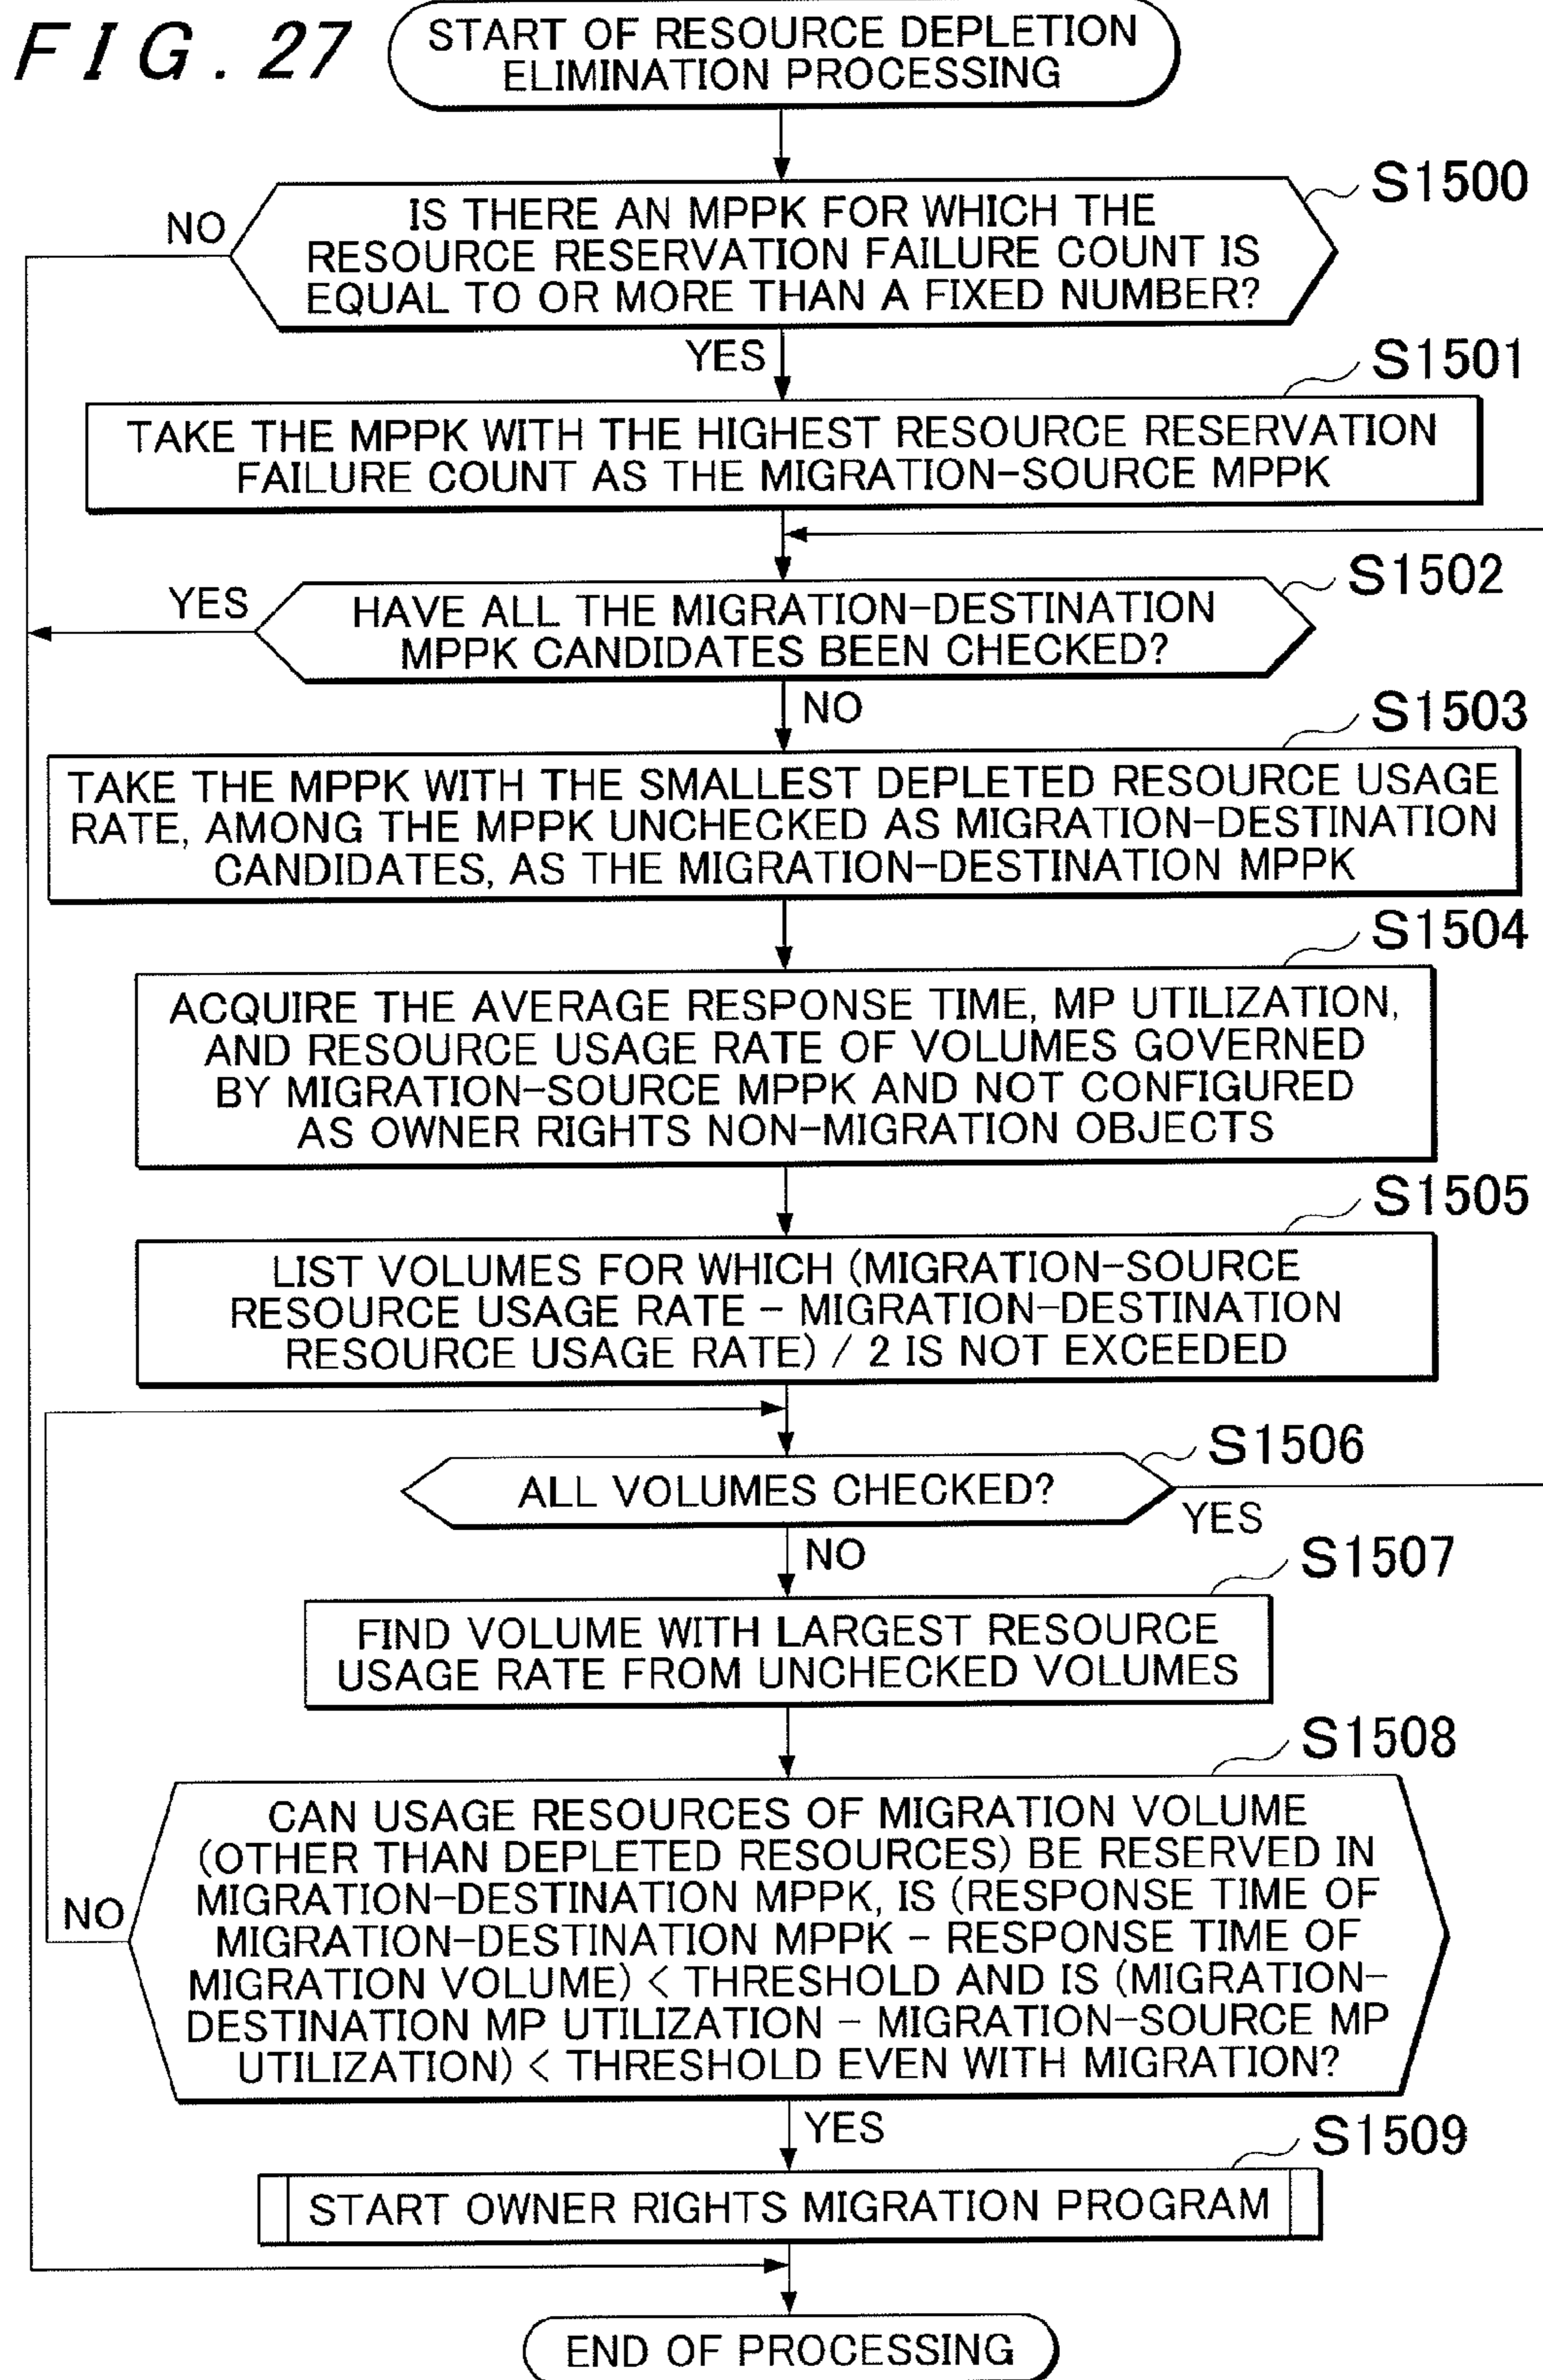 FIG. 27
START OF RESOURCE DEPLETION
ELIMINATION PROCESSING
S1500
NO
IS THERE AN MPPK FOR WHICH THE
RESOURCE RESERVATION FAILURE COUNT IS
EQUAL TO OR MORE THAN A FIXED NUMBER?
YES
S1501
TAKE THE MPPK WITH THE HIGHEST RESOURCE RESERVATION
FAILURE COUNT AS THE MIGRATION-SOURCE MPPK
S1502
YES
HAVE ALL THE MIGRATION-DESTINATION
MPPK CANDIDATES BEEN CHECKED?
NO
S1503
TAKE THE MPPK WITH THE SMALLEST DEPLETED RESOURCE USAGE
RATE, AMONG THE MPPK UNCHECKED AS MIGRATION-DESTINATION
CANDIDATES, AS THE MIGRATION-DESTINATION MPPK
S1504
ACQUIRE THE AVERAGE RESPONSE TIME, MP UTILIZATION,
AND RESOURCE USAGE RATE OF VOLUMES GOVERNED
BY MIGRATION-SOURCE MPPK AND NOT CONFIGURED
AS OWNER RIGHTS NON-MIGRATION OBJECTS
S1505
LIST VOLUMES FOR WHICH (MIGRATION-SOURCE
RESOURCE USAGE RATE - MIGRATION-DESTINATION
RESOURCE USAGE RATE) / 2 IS NOT EXCEEDED
S1506
ALL VOLUMES CHECKED?
YES
NO
S1507
FIND VOLUME WITH LARGEST RESOURCE
USAGE RATE FROM UNCHECKED VOLUMES
S1508
CAN USAGE RESOURCES OF MIGRATION VOLUME
(OTHER THAN DEPLETED RESOURCES) BE RESERVED IN
MIGRATION-DESTINATION MPPK, IS (RESPONSE TIME OF
MIGRATION-DESTINATION MPPK - RESPONSE TIME OF
MIGRATION VOLUME) < THRESHOLD AND IS (MIGRATION-
DESTINATION MP UTILIZATION - MIGRATION-SOURCE MP
UTILIZATION) < THRESHOLD EVEN WITH MIGRATION?
NO
YES
S1509
START OWNER RIGHTS MIGRATION PROGRAM
END OF PROCESSING